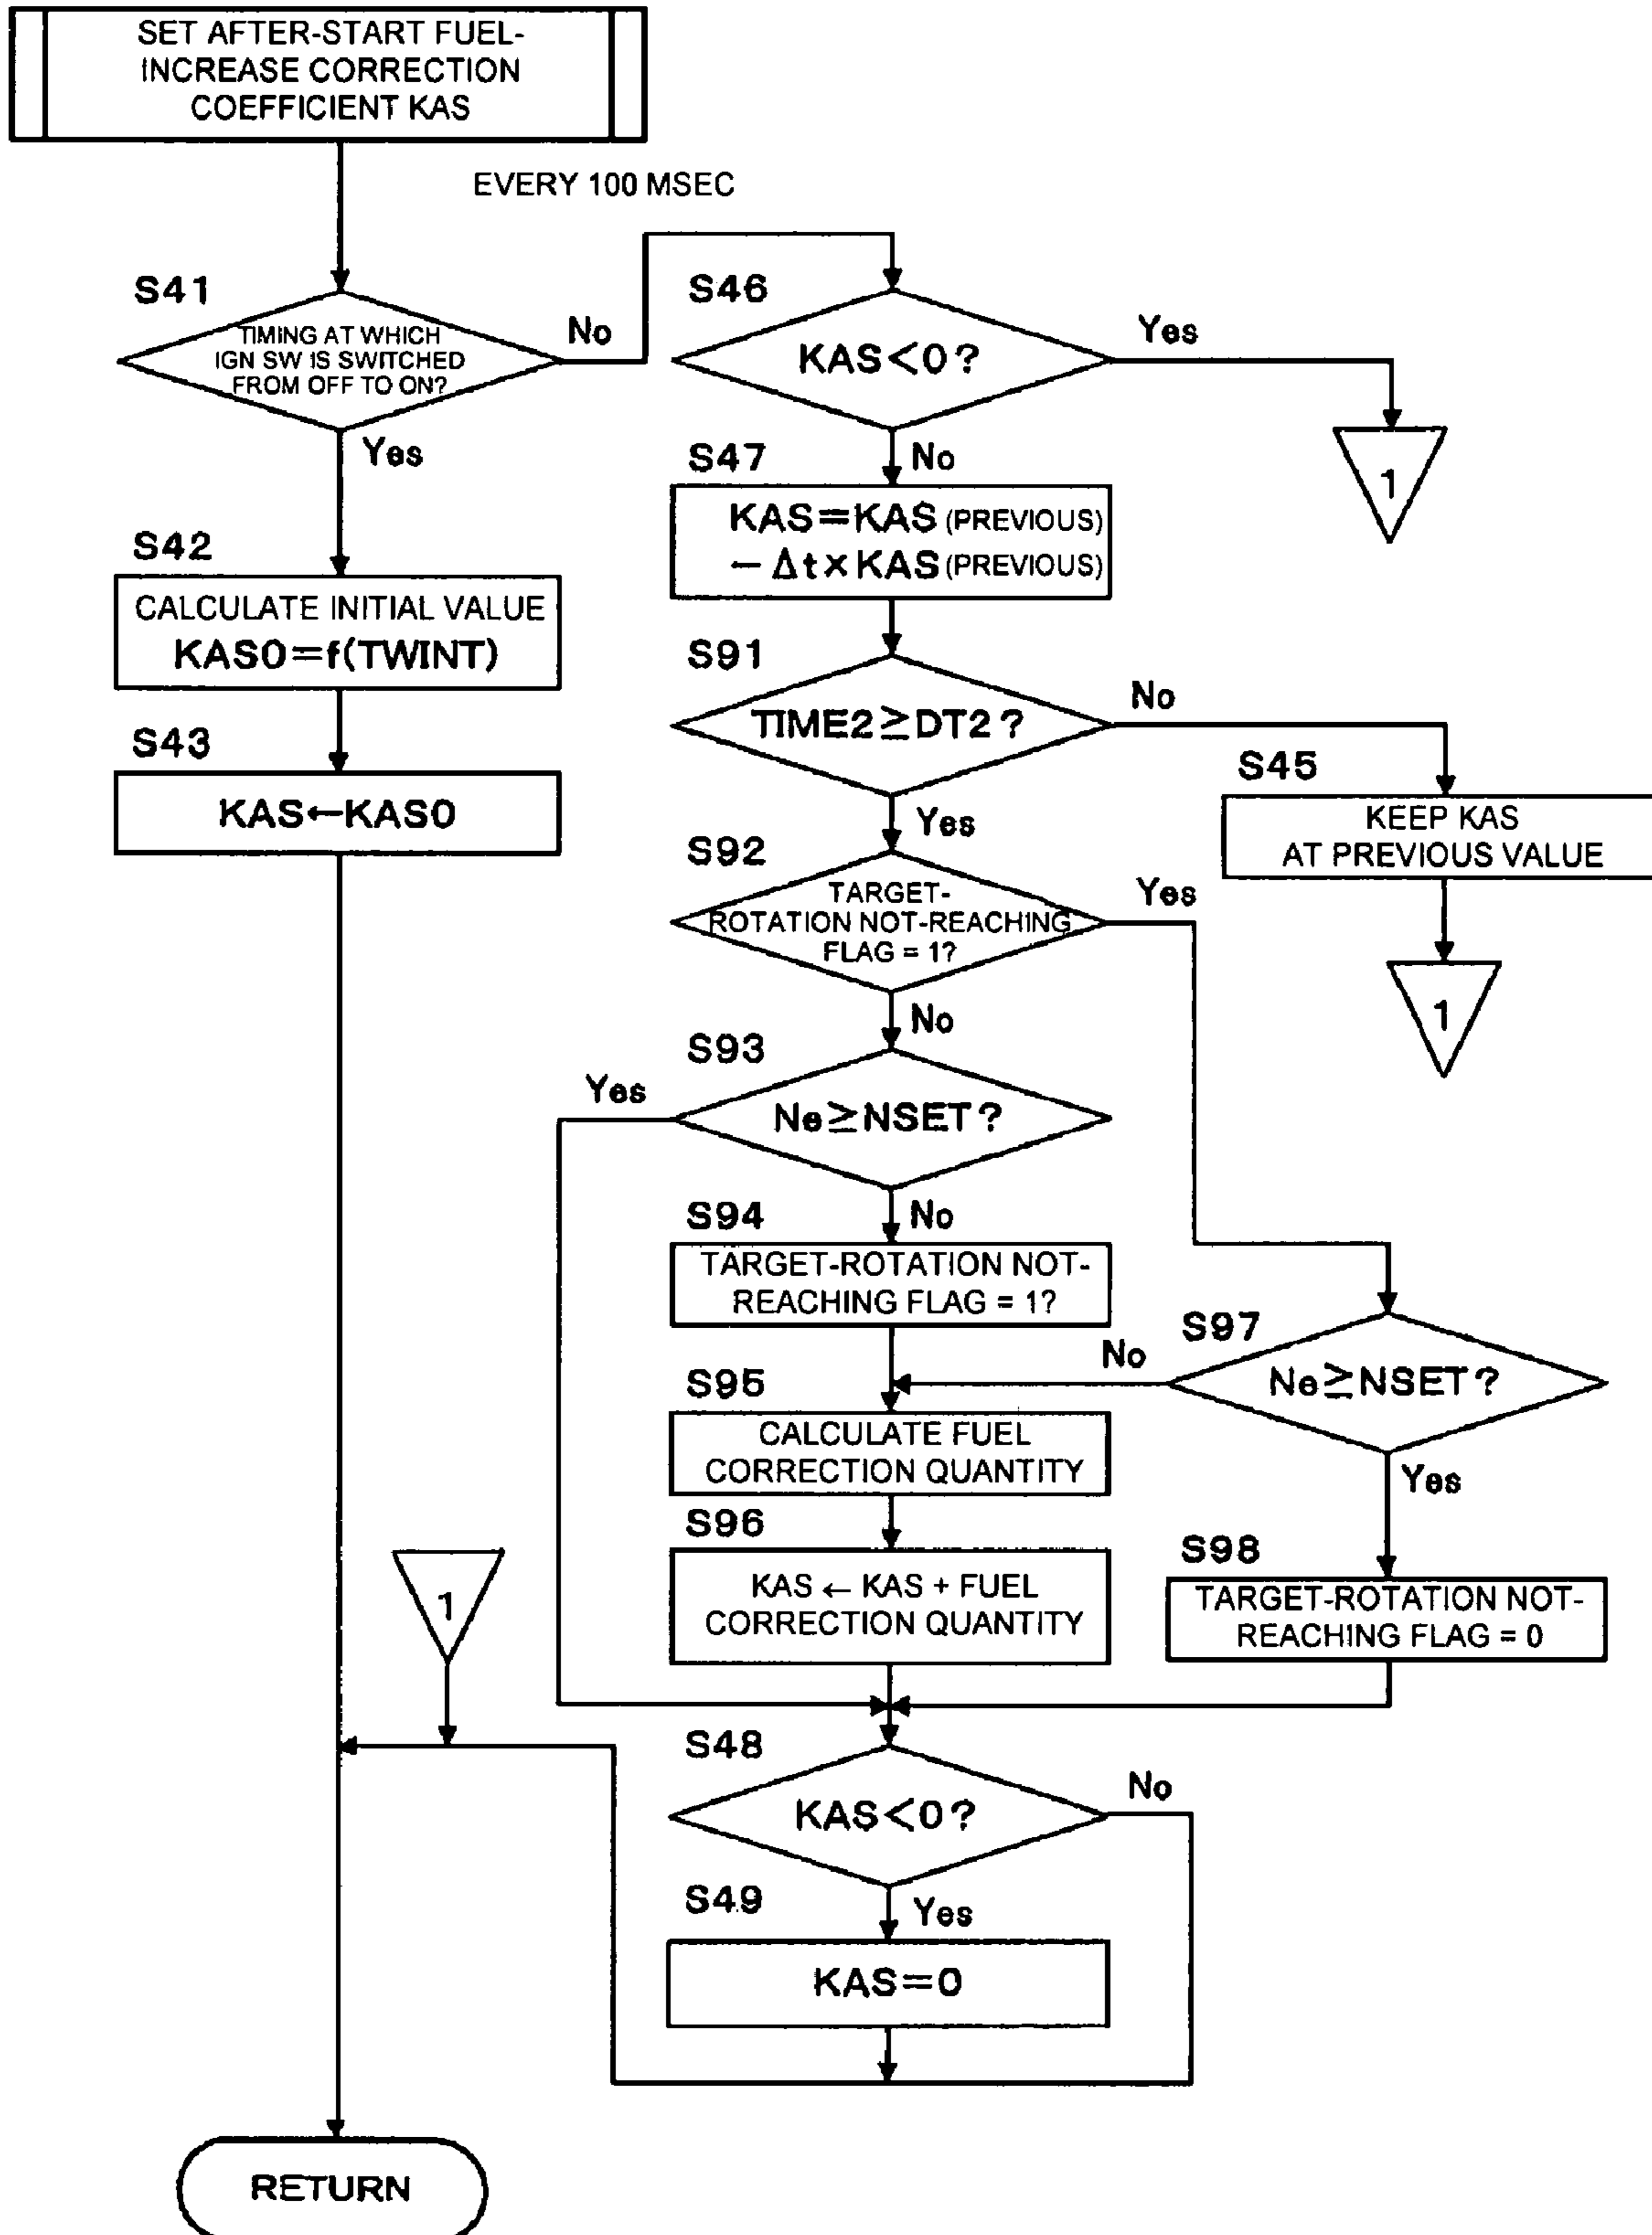 SET AFTER-START FUEL-
INCREASE CORRECTION
COEFFICIENT KAS
EVERY 100 MSEC
S41
TIMING AT WHICH
IGN SW IS SWITCHED
FROM OFF TO ON?
No
Yes
S42
CALCULATE INITIAL VALUE
KAS0=f(TWINT)
S43
KAS←KAS0
S46
KAS<0?
Yes
1
No
S47
KAS=KAS (PREVIOUS)
－Δt×KAS (PREVIOUS)
S91
TIME2≧DT2?
No
S45
KEEP KAS
AT PREVIOUS VALUE
1
Yes
S92
TARGET-
ROTATION NOT-REACHING
FLAG = 1?
Yes
No
S93
Yes
Ne≧NSET?
No
S94
TARGET-ROTATION NOT-
REACHING FLAG = 1?
S97
No
Ne≧NSET?
Yes
S95
CALCULATE FUEL
CORRECTION QUANTITY
S96
KAS ← KAS + FUEL
CORRECTION QUANTITY
S98
TARGET-ROTATION NOT-
REACHING FLAG = 0
1
S48
KAS<0?
No
Yes
S49
KAS=0
RETURN